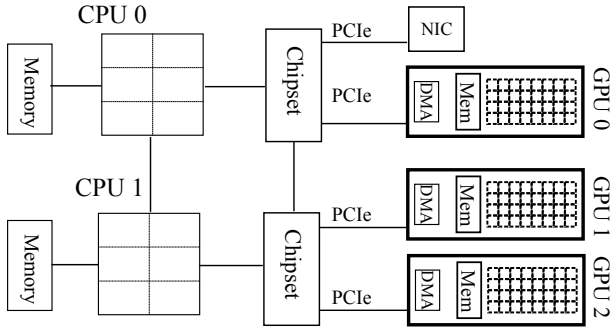 CPU 0
Memory
Chipset
PCIe
NIC
PCIe
DMA
Mem
GPU 0
CPU 1
Memory
Chipset
PCIe
DMA
Mem
GPU 1
PCIe
DMA
Mem
GPU 2